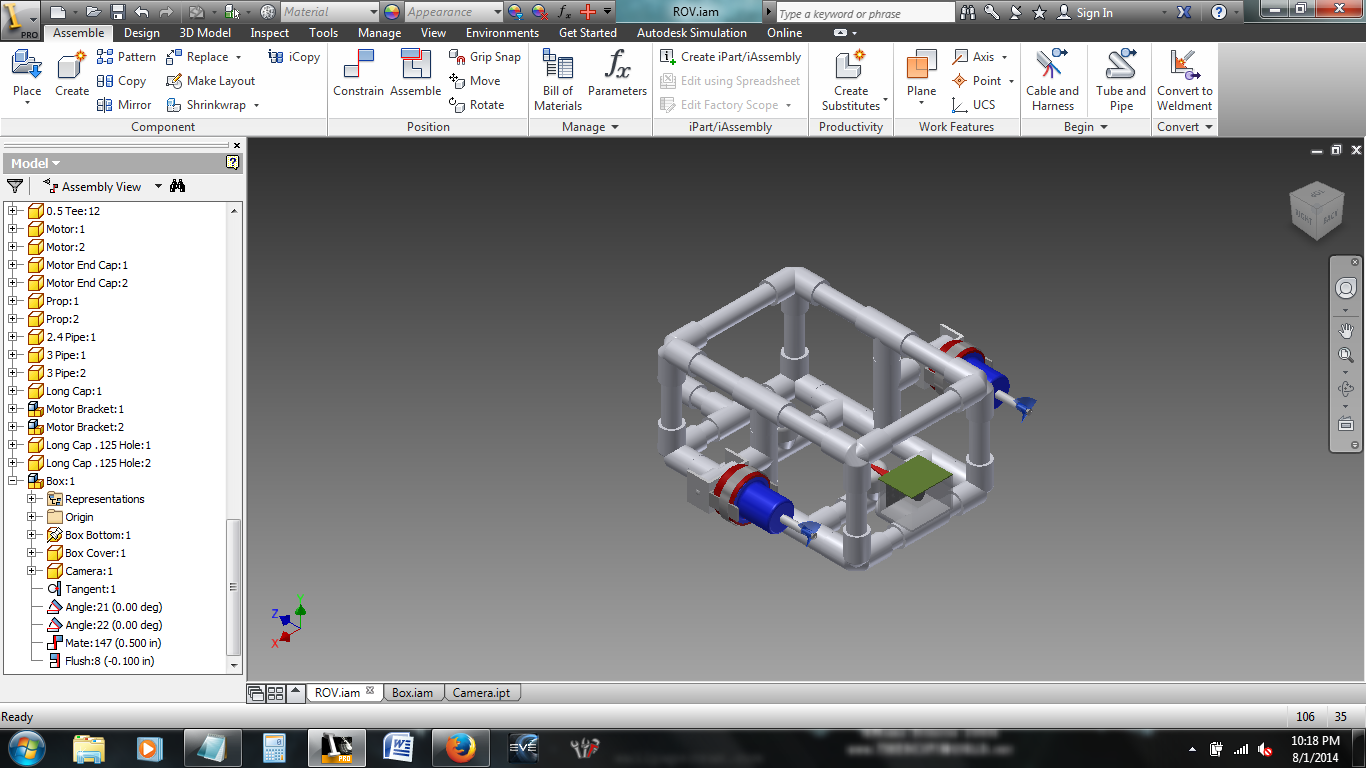 PRO Material Appearance fx ROV.iam Type a keyword or phrase Sign In
Assemble Design 3D Model Inspect Tools Manage View Environments Get Started Autodesk Simulation Online
Place Create Pattern Replace iCopy
Copy Make Layout
Mirror Shrinkwrap
Component
Constrain Assemble Grip Snap
Move
Rotate
Position
Bill of Materials fx Parameters
Manage
Create iPart/iAssembly
Edit using Spreadsheet
Edit Factory Scope
iPart/iAssembly
Create Substitutes
Productivity
Plane Axis
Point
UCS
Work Features
Cable and Harness Tube and Pipe
Begin
Convert to Weldment
Convert
Model
Assembly View
0.5 Tee:12
Motor:1
Motor:2
Motor End Cap:1
Motor End Cap:2
Prop:1
Prop:2
2.4 Pipe:1
3 Pipe:1
3 Pipe:2
Long Cap:1
Motor Bracket:1
Motor Bracket:2
Long Cap .125 Hole:1
Long Cap .125 Hole:2
Box:1
Representations
Origin
Box Bottom:1
Box Cover:1
Camera:1
Tangent:1
Angle:21 (0.00 deg)
Angle:22 (0.00 deg)
Mate:147 (0.500 in)
Flush:8 (-0.100 in)
TOP
RIGHT BACK
Y
Z
X
ROV.iam Box.iam Camera.ipt
Ready 106 35
PRO EVE 10:18 PM
8/1/2014